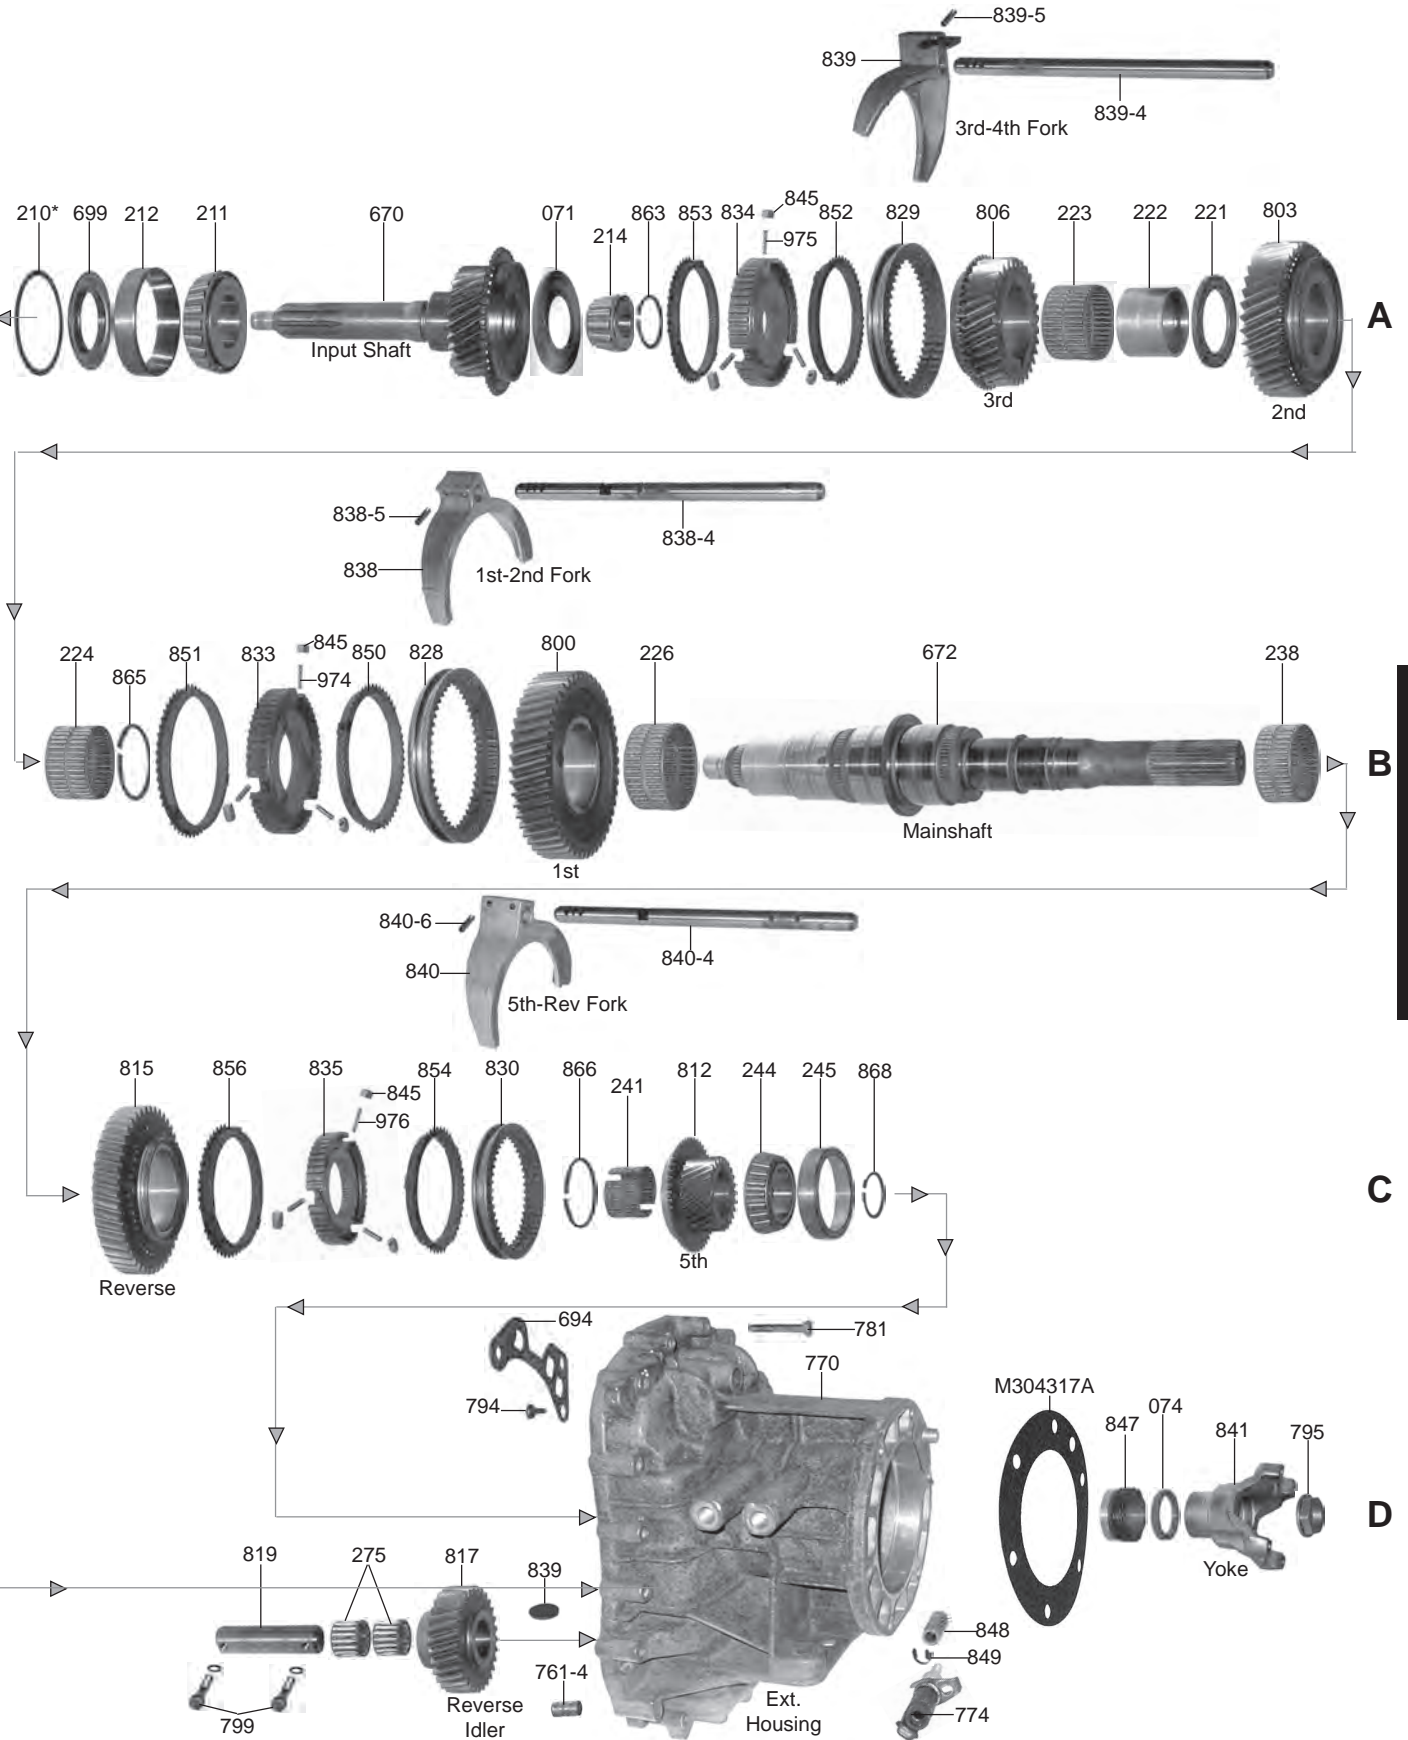 839-5
839
839-4
3rd-4th Fork
210* 699 212 211 670 071 214 863 853 834 845 975 852 829 806 223 222 221 803
Input Shaft
3rd
2nd
A
838-5
838-4
838
1st-2nd Fork
224 865 851 833 845 974 850 828 800 226 672 238
B
Mainshaft
1st
840-6
840-4
840
5th-Rev Fork
815 856 835 845 976 854 830 866 241 812 244 245 868
C
5th
Reverse
694
781
770
794
M304317A
847 074 841 795
D
Yoke
819 275 817 839
848
849
761-4
774
799
Reverse
Idler
Ext.
Housing